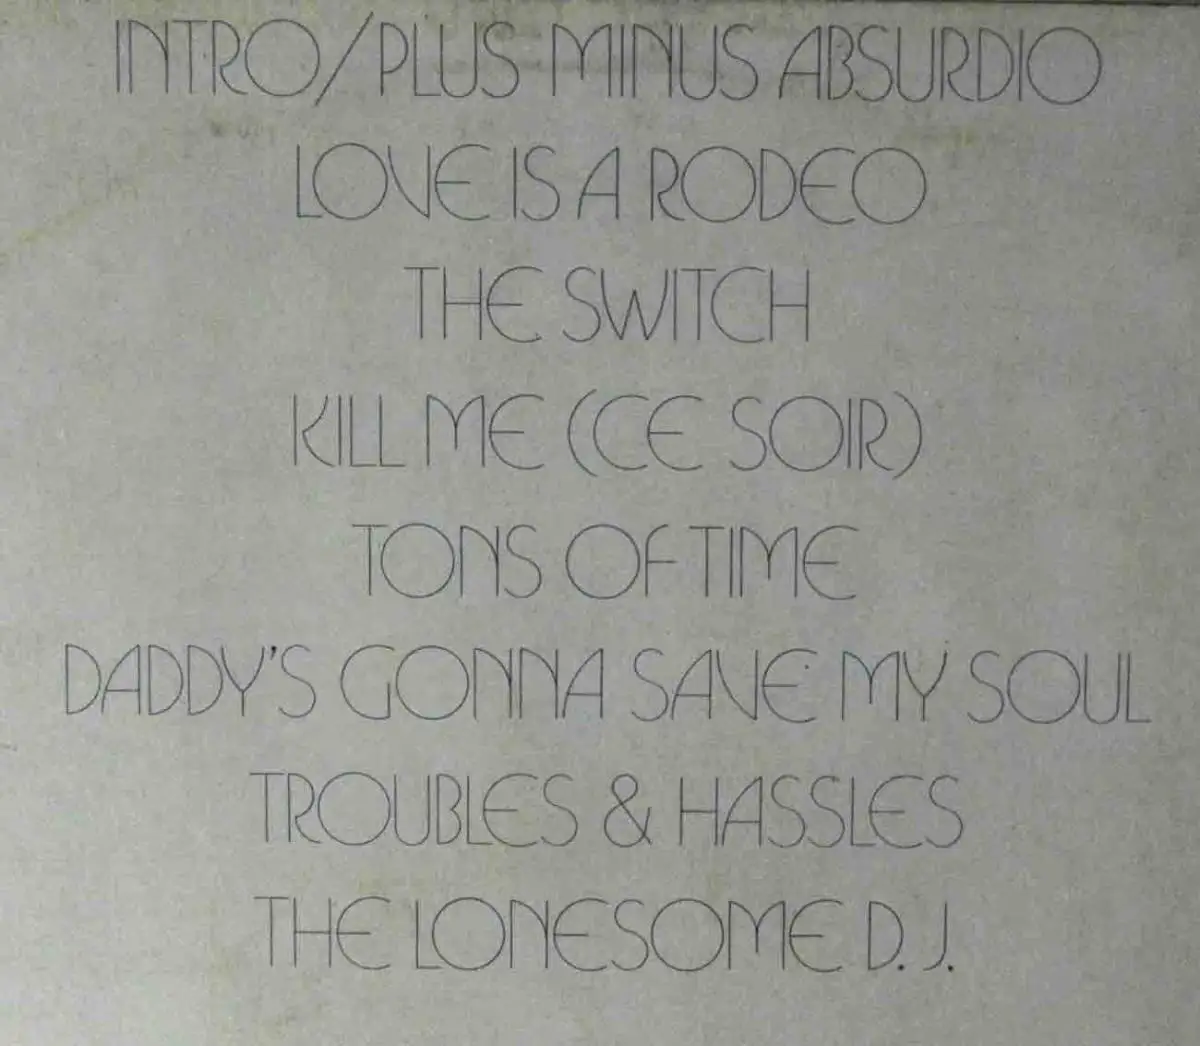 INTRO/PLUS MINUS ABSURDIO
LOVE IS A RODEO
THE SWITCH
KILL ME (CE SOIR)
TONS OF TIME
DADDY'S GONNA SAVE MY SOUL
TROUBLES & HASSLES
THE LONESOME D.J.